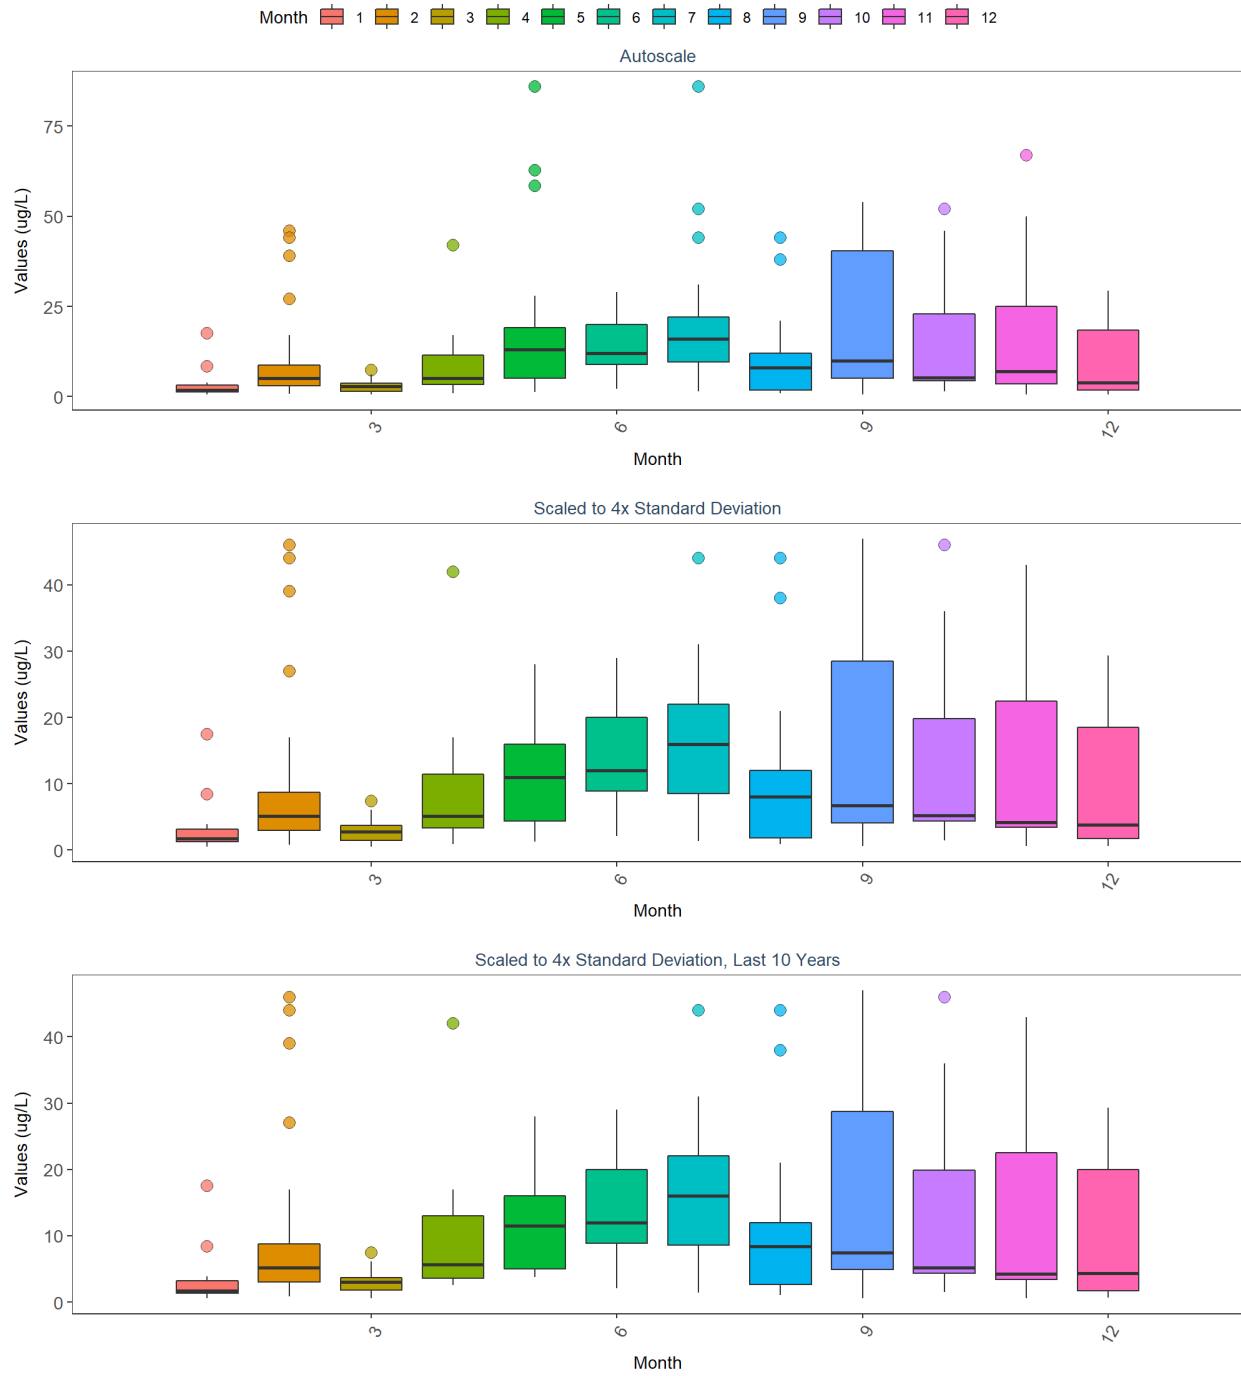 Month 1 2 3 4 5 6 7 8 9 10 11 12
Autoscale
Values (ug/L)
75
50
25
0
3 6 9 12
Month
Scaled to 4x Standard Deviation
Values (ug/L)
40
30
20
10
0
3 6 9 12
Month
Scaled to 4x Standard Deviation, Last 10 Years
Values (ug/L)
40
30
20
10
0
3 6 9 12
Month